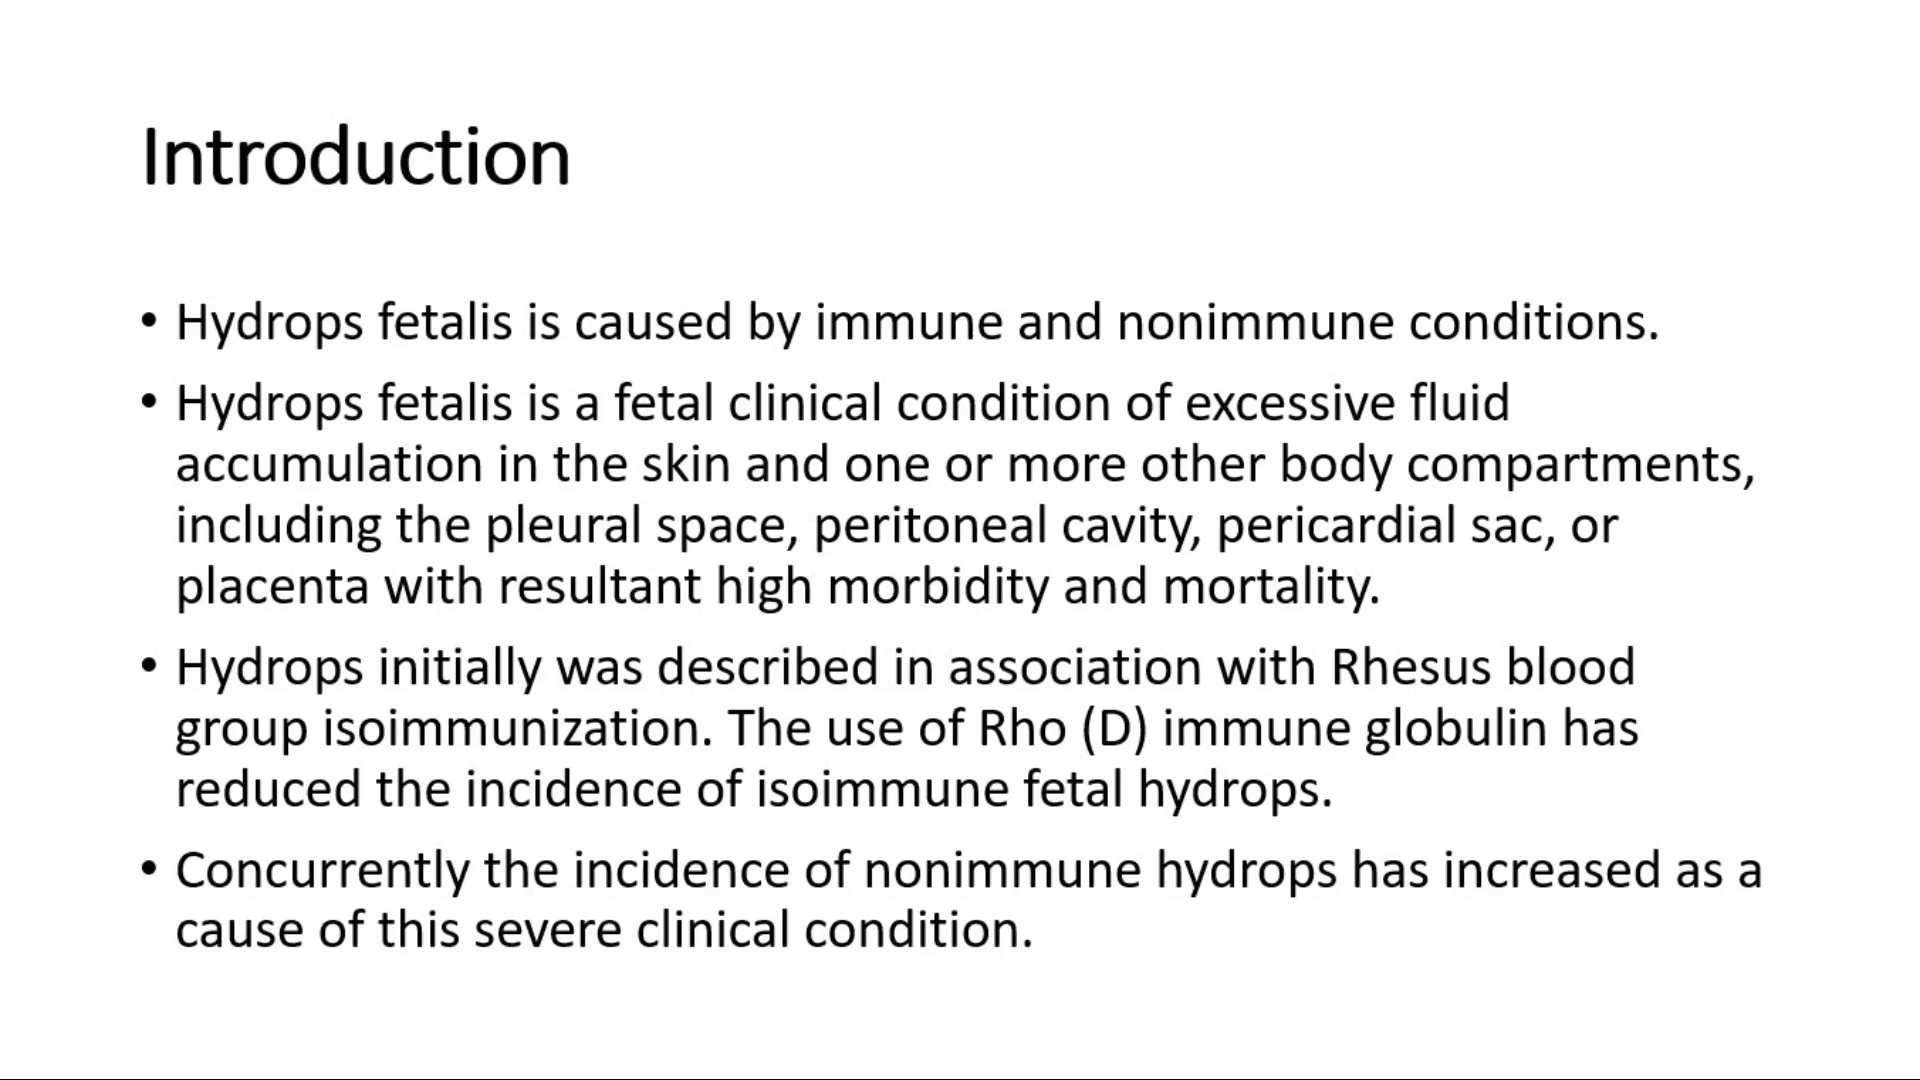 Introduction
• Hydrops fetalis is caused by immune and nonimmune conditions.
• Hydrops fetalis is a fetal clinical condition of excessive fluid
accumulation in the skin and one or more other body compartments,
including the pleural space, peritoneal cavity, pericardial sac, or
placenta with resultant high morbidity and mortality.
• Hydrops initially was described in association with Rhesus blood
group isoimmunization. The use of Rho (D) immune globulin has
reduced the incidence of isoimmune fetal hydrops.
• Concurrently the incidence of nonimmune hydrops has increased as a
cause of this severe clinical condition.